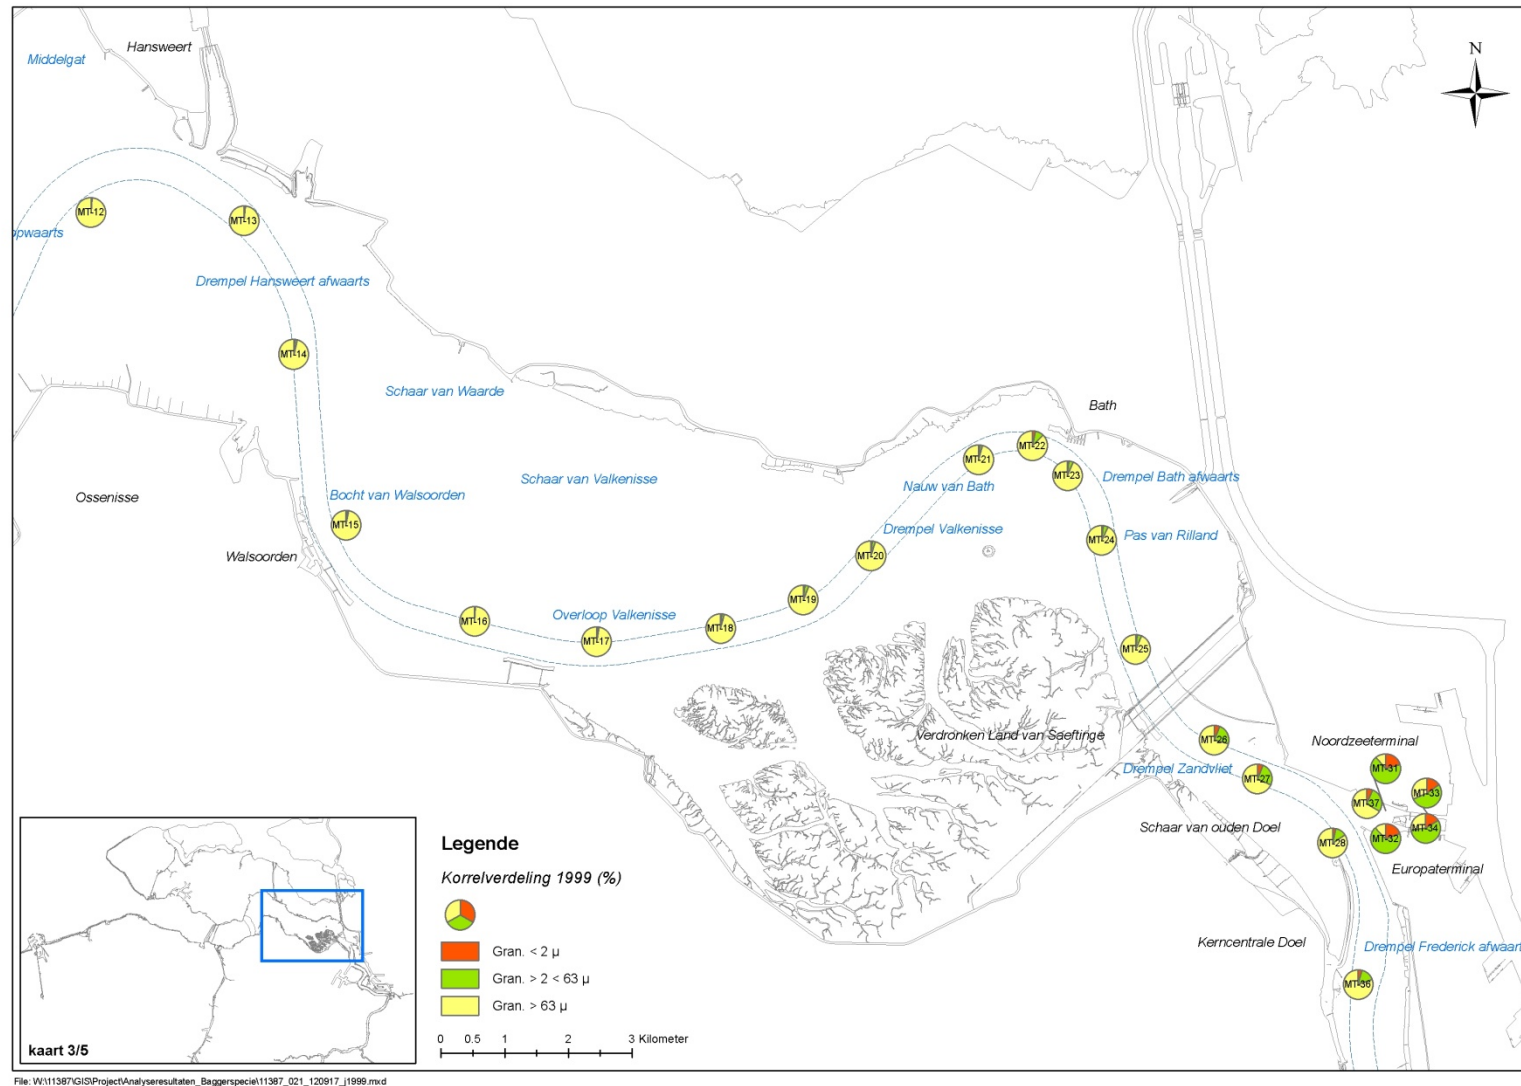 Hansweert
Middelgat
N
MT-12
MT-13
opwaarts
Drempel Hansweert afwaarts
MT-14
Schaar van Waarde
Bath
MT-22
MT-21
MT-23
Schaar van Valkenisse
Nauw van Bath
Drempel Bath afwaarts
Ossenisse
Bocht van Walsoorden
MT-15
Drempel Valkenisse
MT-24
Pas van Rilland
Walsoorden
MT-20
MT-19
Overloop Valkenisse
MT-16
MT-18
MT-17
MT-25
Verdronken Land van Saeftinge
MT-26
Noordzeeterminal
Drempel Zandvliet
MT-31
MT-27
MT-33
MT-37
Schaar van ouden Doel
MT-34
MT-28
MT-32
Europaterminal
Kerncentrale Doel
Drempel Frederick afwaart
MT-36
Legende
Korrelverdeling 1999 (%)
Gran. < 2 µ
Gran. > 2 < 63 µ
Gran. > 63 µ
0 0.5 1 2 3 Kilometer
kaart 3/5
File: W:\11387\GIS\Project\Analyseresultaten_Baggerspecie\11387_021_120917_j1999.mxd